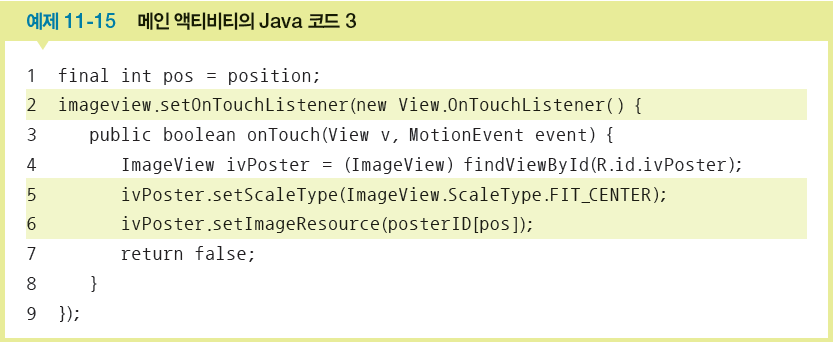 예제 11-15 메인 액티비티의 Java 코드 3
1 final int pos = position;
2 imageview.setOnTouchListener(new View.OnTouchListener() {
3 public boolean onTouch(View v, MotionEvent event) {
4 ImageView ivPoster = (ImageView) findViewById(R.id.ivPoster);
5 ivPoster.setScaleType(ImageView.ScaleType.FIT_CENTER);
6 ivPoster.setImageResource(posterID[pos]);
7 return false;
8 }
9 });